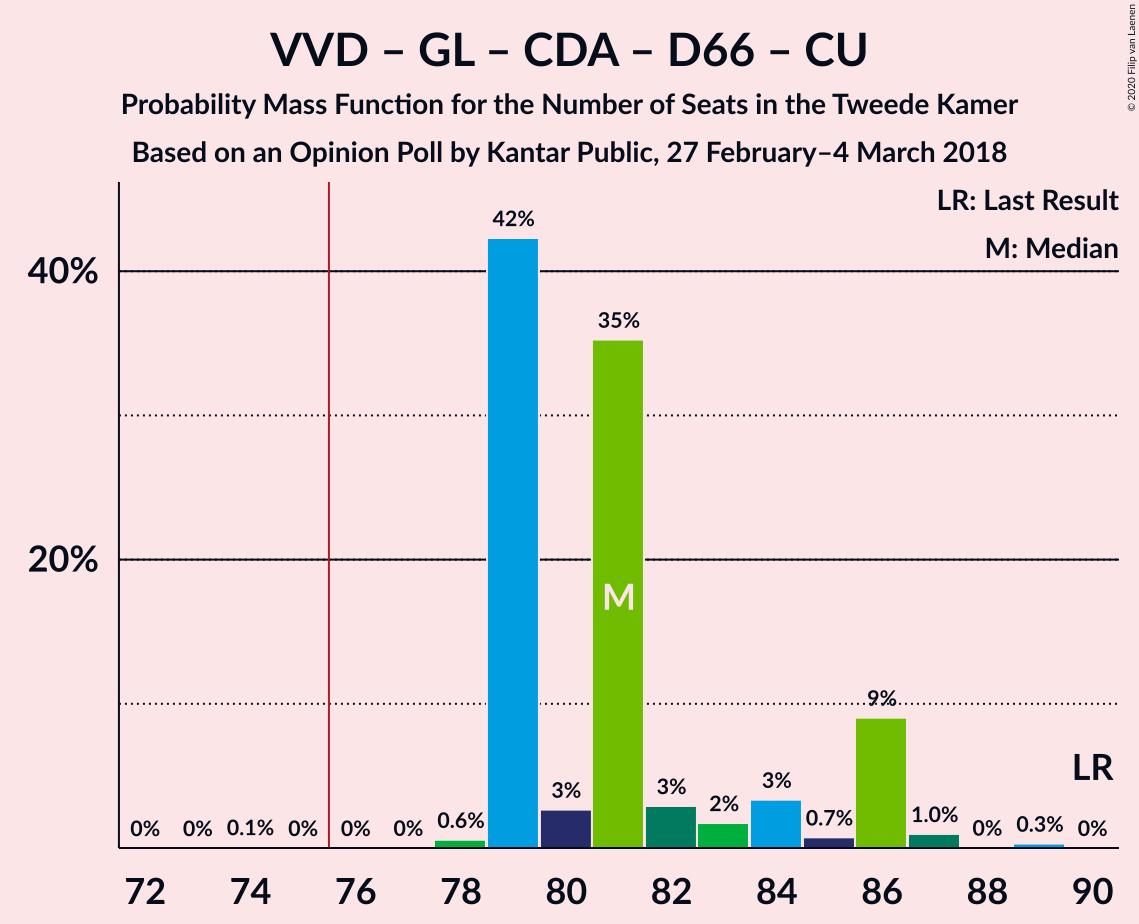 VVD – GL – CDA – D66 – CU
Probability Mass Function for the Number of Seats in the Tweede Kamer
Based on an Opinion Poll by Kantar Public, 27 February–4 March 2018
© 2020 Filip van Laenen
LR: Last Result
M: Median
40%
20%
42%
35%
M
9%
LR
0%
0%
0.1%
0%
0%
0%
0.6%
3%
3%
2%
3%
0.7%
1.0%
0%
0.3%
0%
72 74 76 78 80 82 84 86 88 90